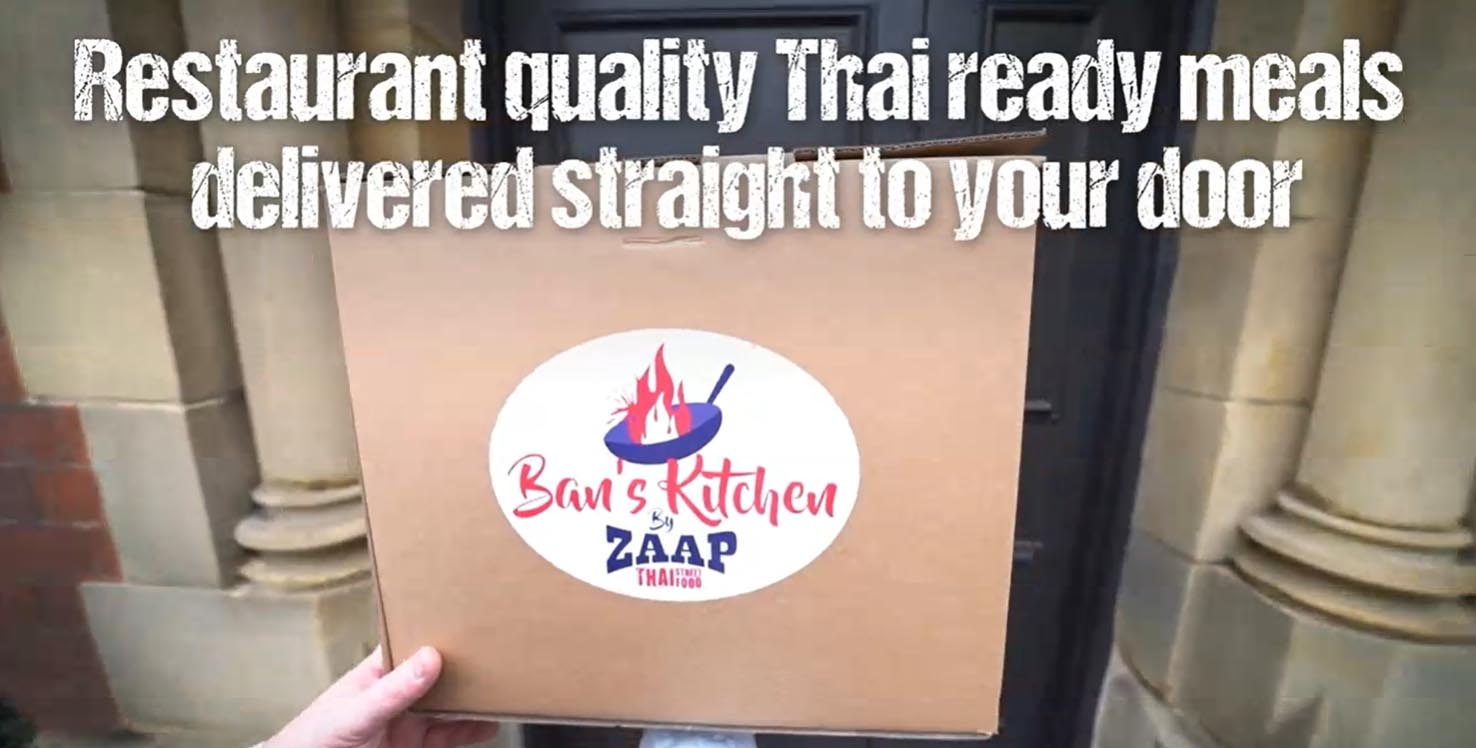 Restaurant quality Thai ready meals
delivered straight to your door
Ban's Kitchen
By
ZAAP
THAI STREET FOOD